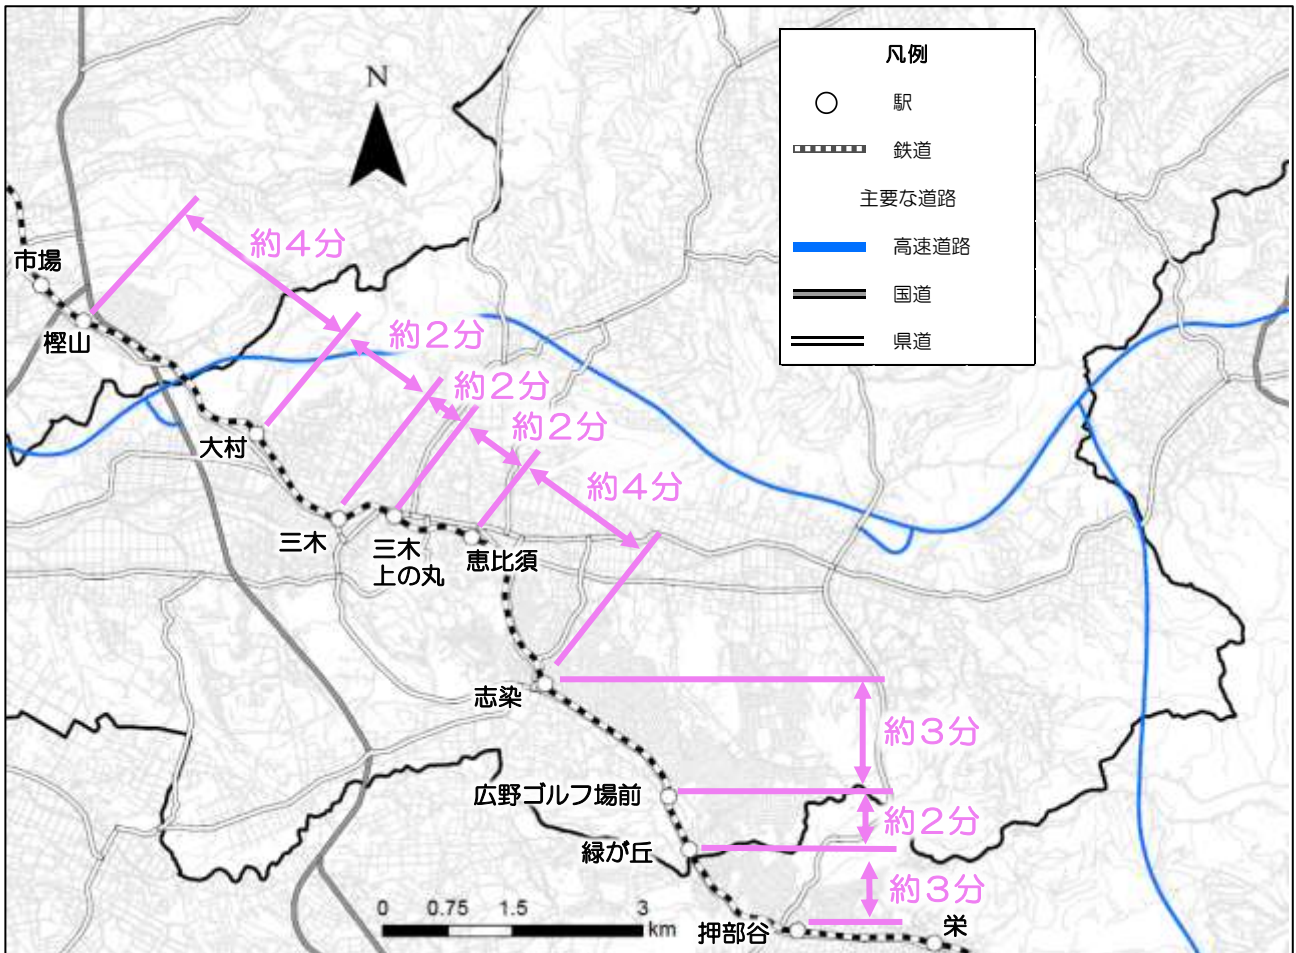 凡例
駅
鉄道
主要な道路
高速道路
国道
県道
N
約4分
約2分
約2分
約2分
約4分
約3分
約2分
約3分
市場
樫山
大村
三木
三木
上の丸
恵比須
志染
広野ゴルフ場前
緑が丘
押部谷
栄
0 0.75 1.5 3
km